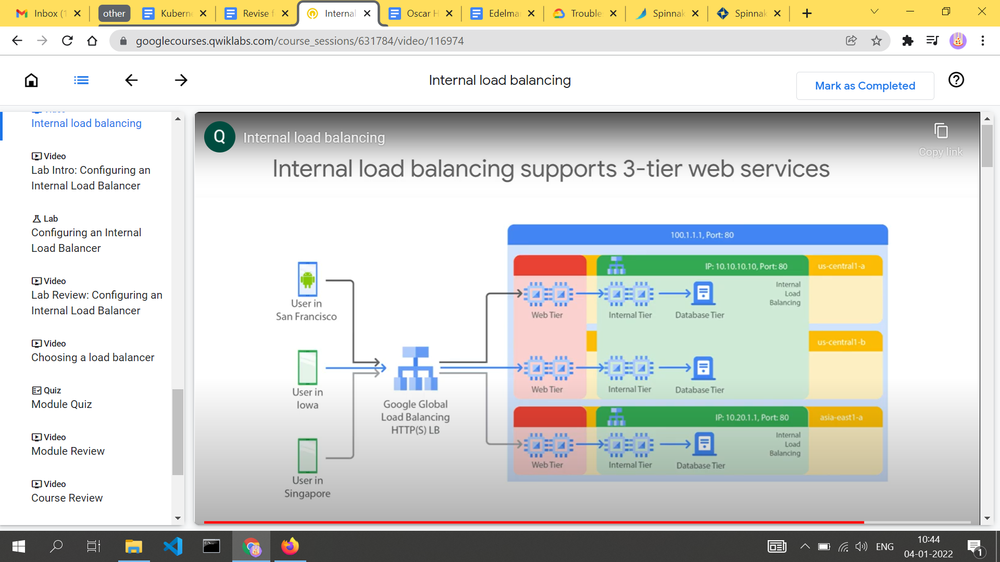 Inbox (1
other
Kuberne
Revise f
Internal
Oscar H
Edelma
Trouble
Spinnak
Spinnak
googlecourses.qwiklabs.com/course_sessions/631784/video/116974
Internal load balancing
Mark as Completed
Internal load balancing
Video
Lab Intro: Configuring an
Internal Load Balancer
Lab
Configuring an Internal
Load Balancer
Video
Lab Review: Configuring an
Internal Load Balancer
Video
Choosing a load balancer
Quiz
Module Quiz
Video
Module Review
Video
Course Review
Q
Internal load balancing
Copy link
Internal load balancing supports 3-tier web services
100.1.1.1, Port: 80
IP: 10.10.10.10, Port: 80
us-central1-a
Internal
Load
Balancing
Web Tier
Internal Tier
Database Tier
us-central1-b
Web Tier
Internal Tier
Database Tier
IP: 10.20.1.1, Port: 80
asia-east1-a
Internal
Load
Balancing
Web Tier
Internal Tier
Database Tier
User in
San Francisco
User in
Iowa
User in
Singapore
Google Global
Load Balancing
HTTP(S) LB
ENG
10:44
04-01-2022
1